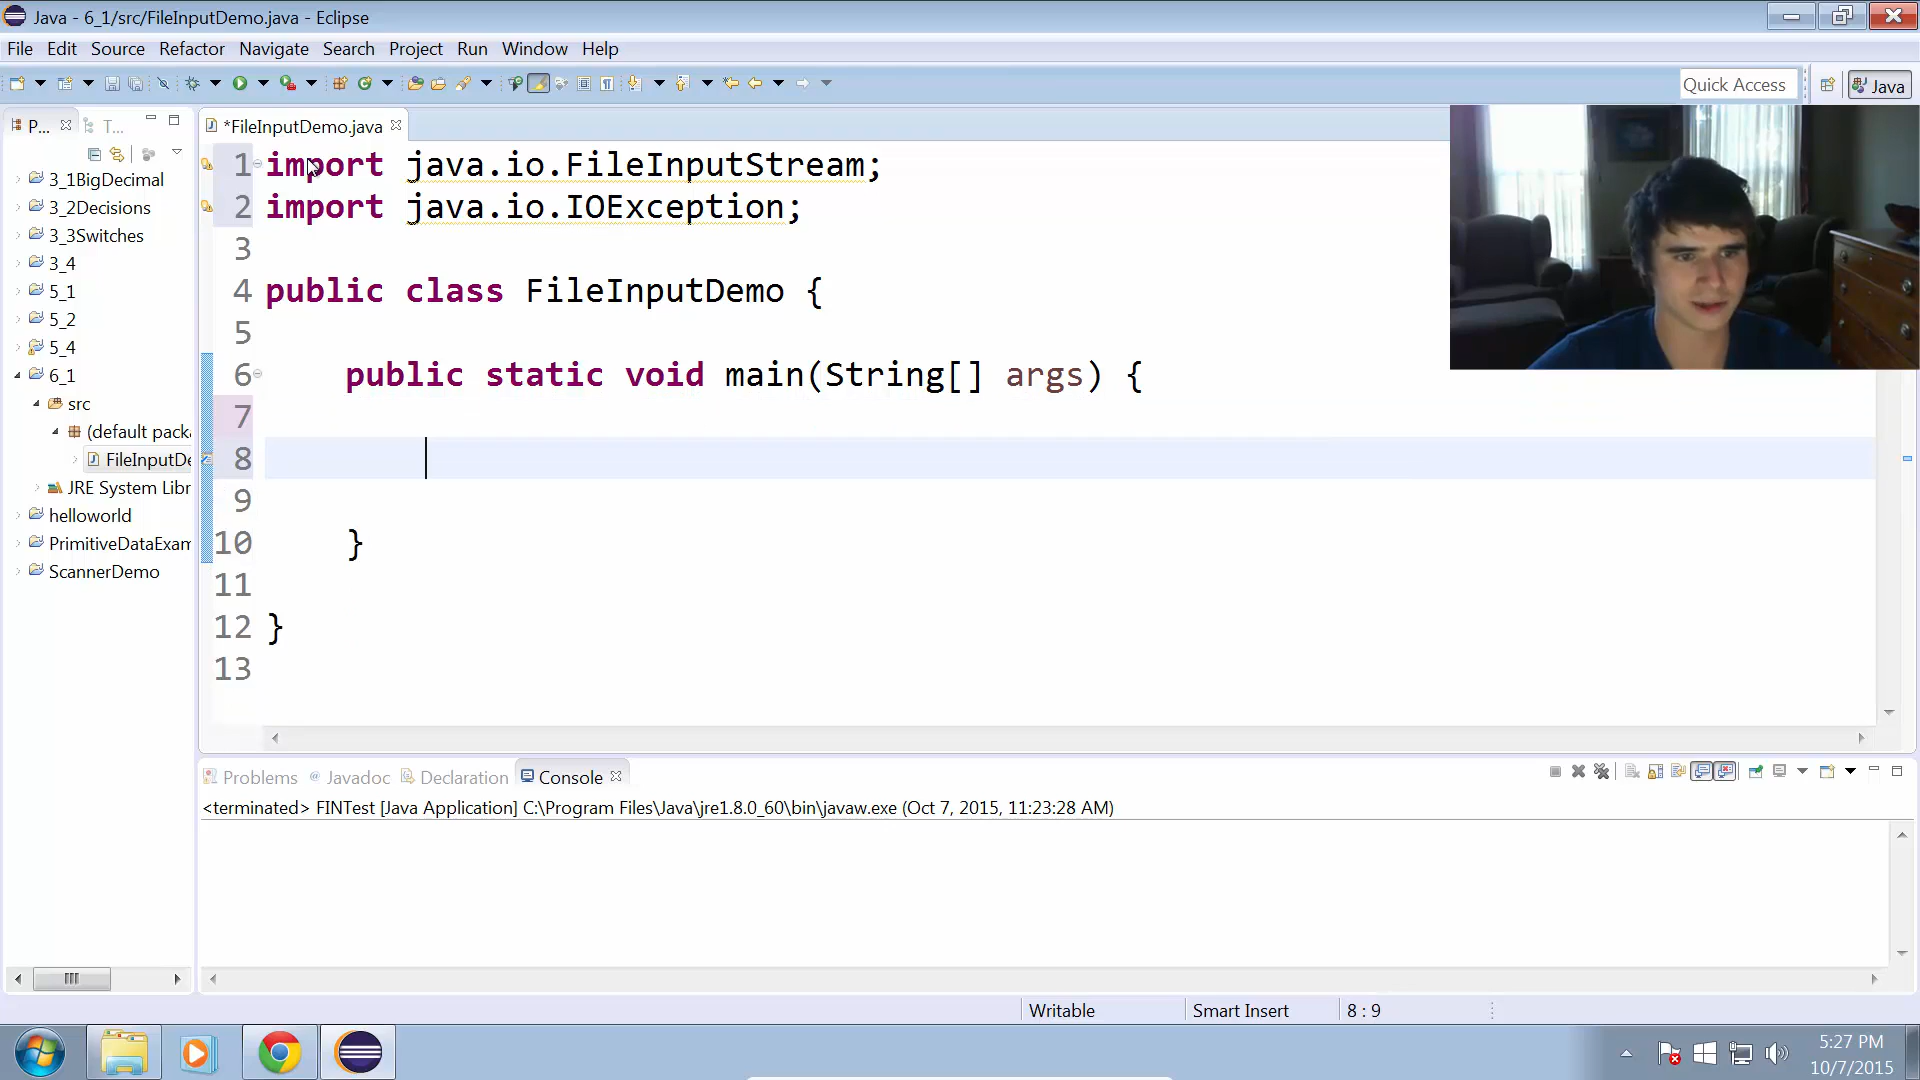 Java - 6_1/src/FileInputDemo.java - Eclipse
File Edit Source Refactor Navigate Search Project Run Window Help
Quick Access
Java
P...
T...
*FileInputDemo.java
3_1BigDecimal
3_2Decisions
3_3Switches
3_4
5_1
5_2
5_4
6_1
src
(default packa
FileInputDe
JRE System Libr
helloworld
PrimitiveDataExam
ScannerDemo
1 import java.io.FileInputStream;
2 import java.io.IOException;
3
4 public class FileInputDemo {
5
6 public static void main(String[] args) {
7
8
9
10 }
11
12 }
13
Problems @ Javadoc Declaration Console
<terminated> FINTest [Java Application] C:\Program Files\Java\jre1.8.0_60\bin\javaw.exe (Oct 7, 2015, 11:23:28 AM)
Writable Smart Insert 8 : 9
5:27 PM
10/7/2015